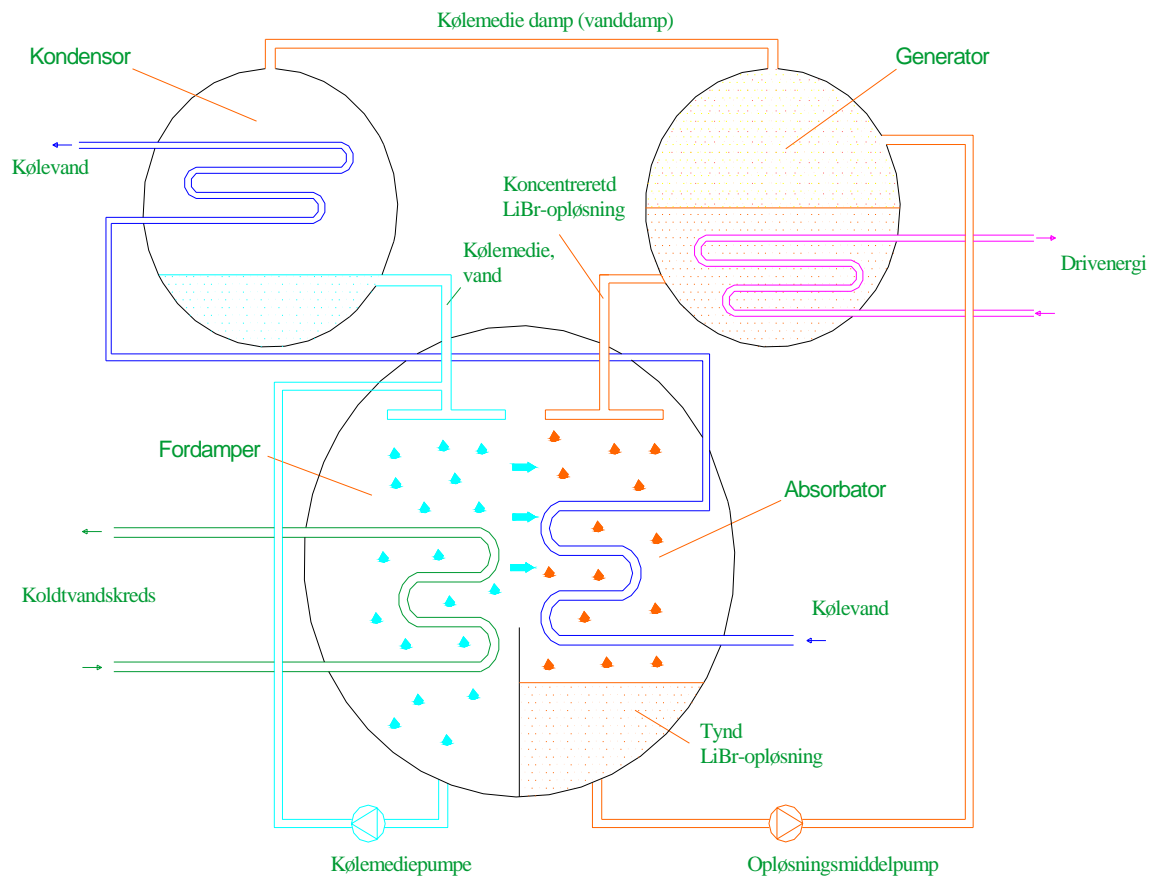 Kølemedie damp (vanddamp)
Kondensor
Generator
Kølevand
Koncentreretd
LiBr-opløsning
Kølemedie,
vand
Drivenergi
Fordamper
Absorbator
Koldtvandskreds
Kølevand
Tynd
LiBr-opløsning
Kølemediepumpe
Opløsningsmiddelpump